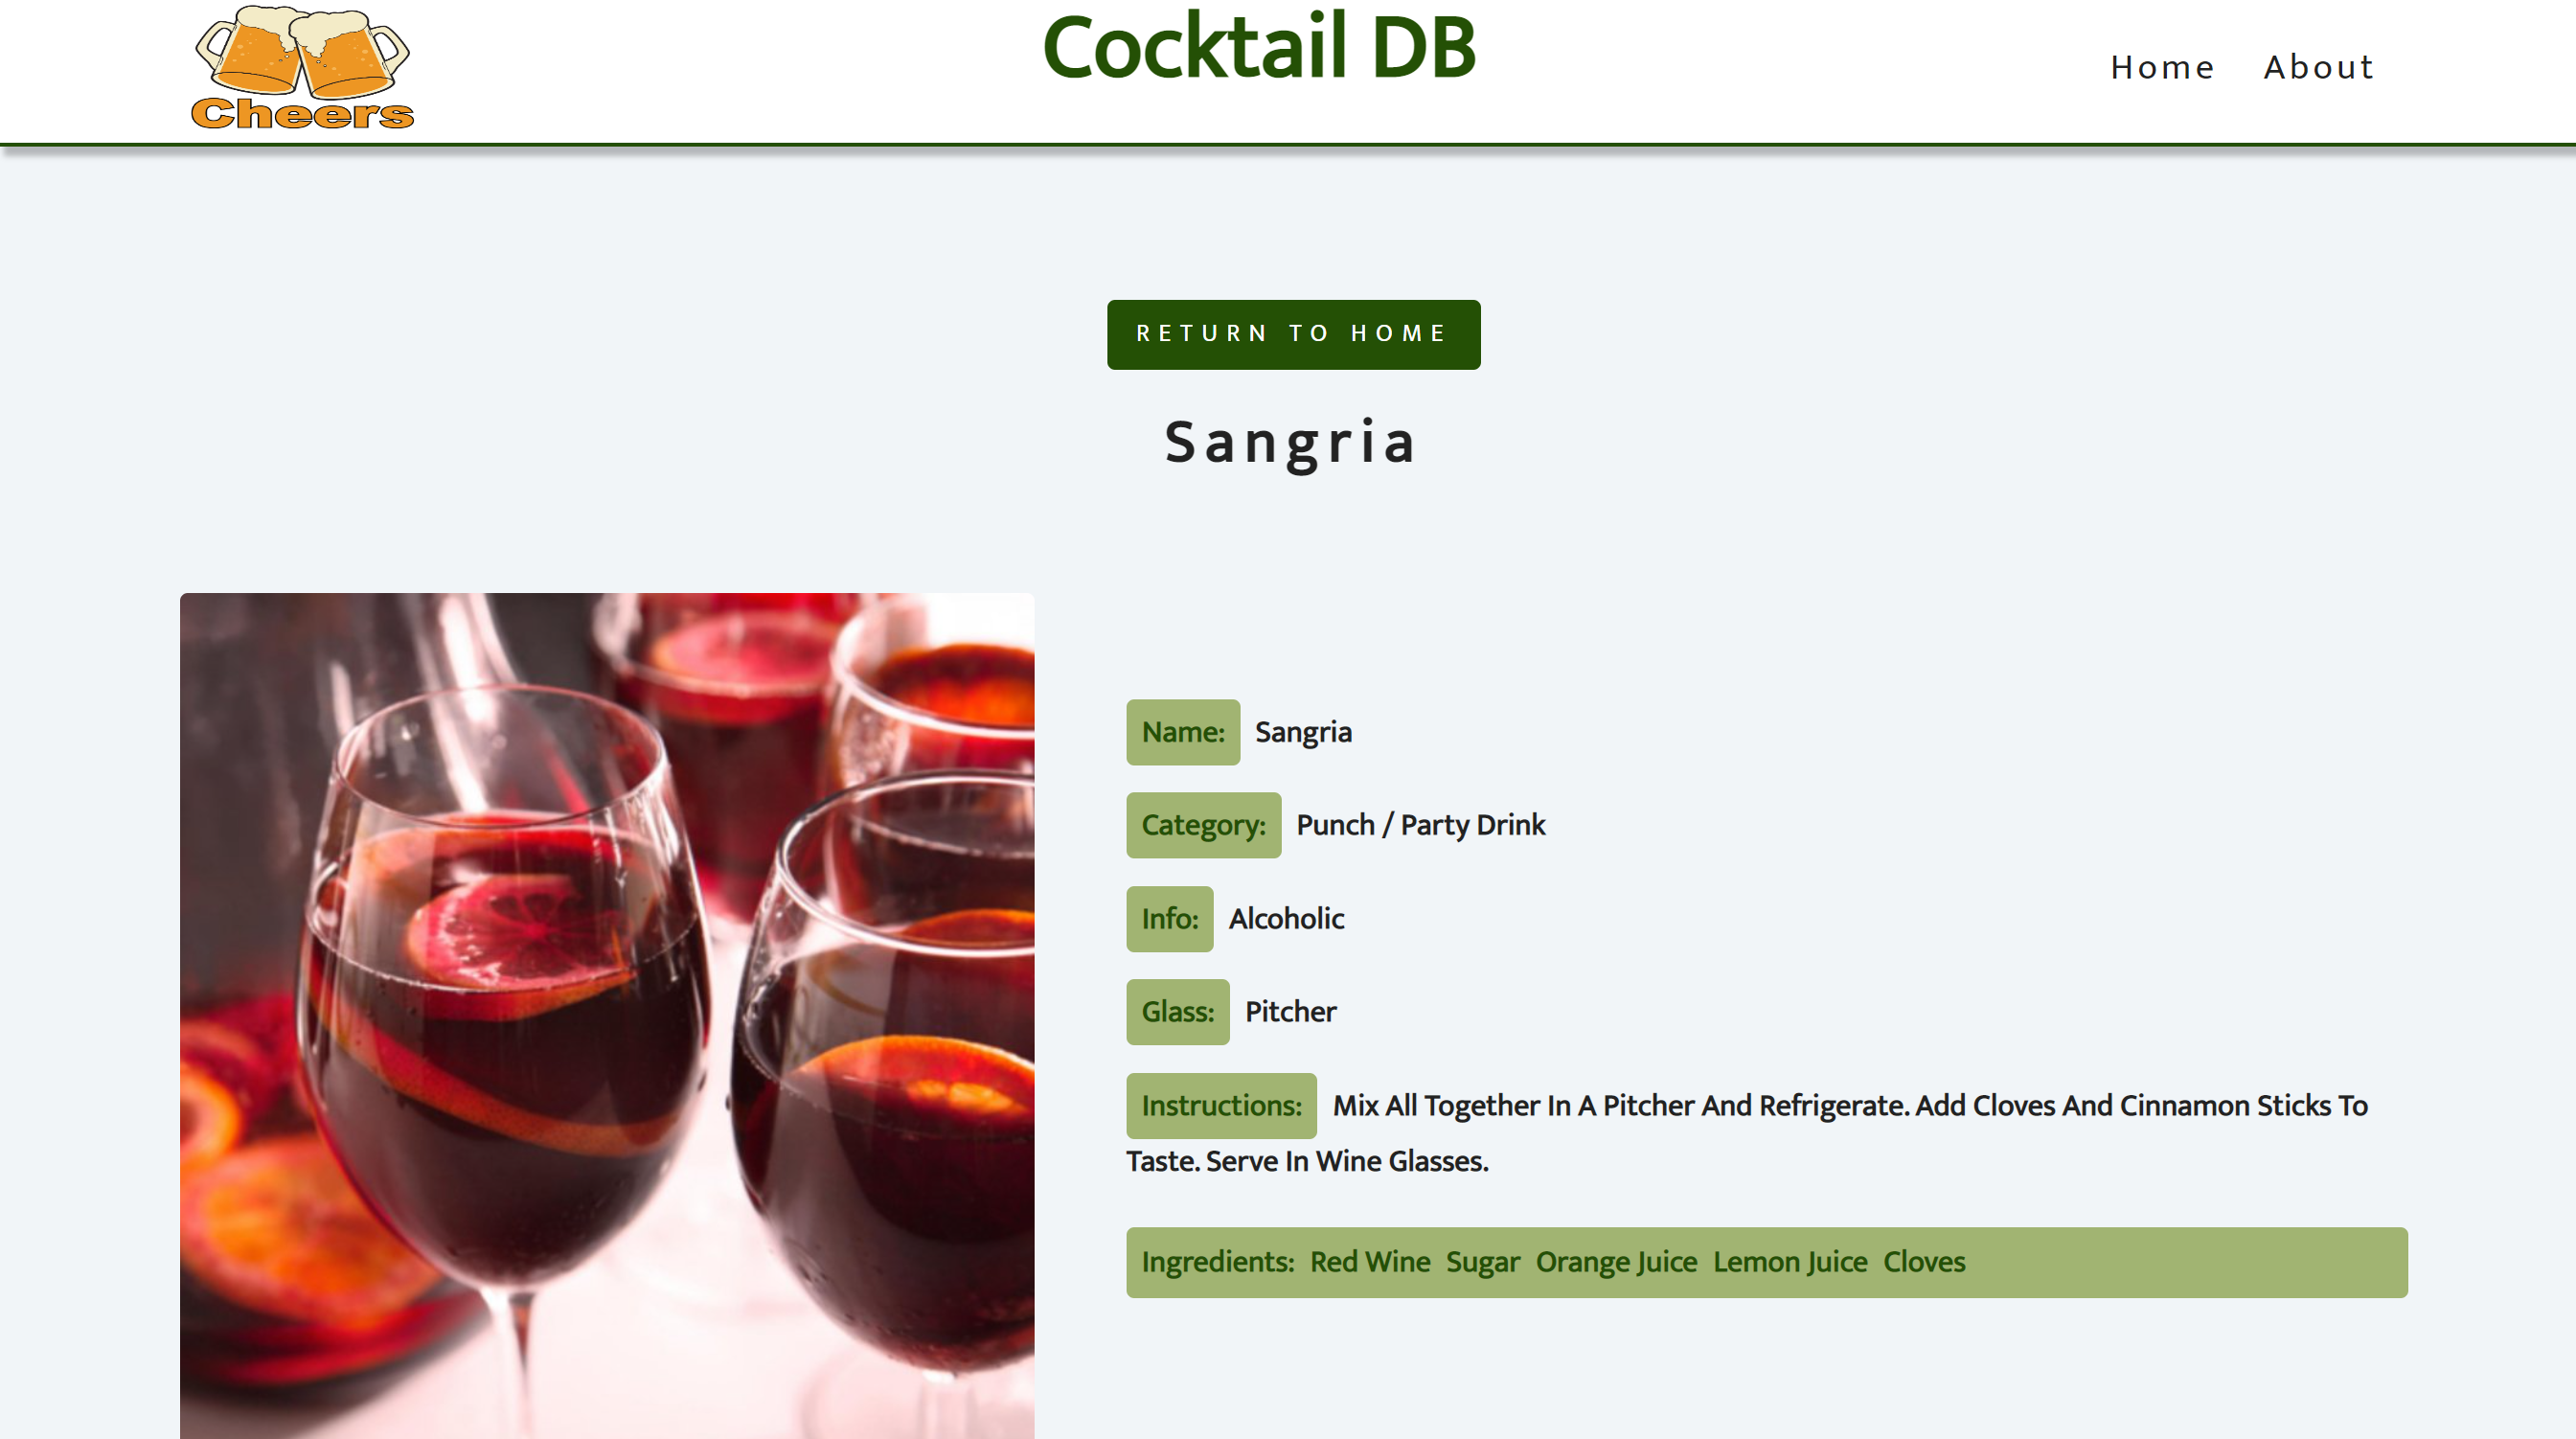 Cheers
Cocktail DB
Home About
RETURN TO HOME
Sangria
Name: Sangria
Category: Punch / Party Drink
Info: Alcoholic
Glass: Pitcher
Instructions: Mix All Together In A Pitcher And Refrigerate. Add Cloves And Cinnamon Sticks To
Taste. Serve In Wine Glasses.
Ingredients: Red Wine Sugar Orange Juice Lemon Juice Cloves